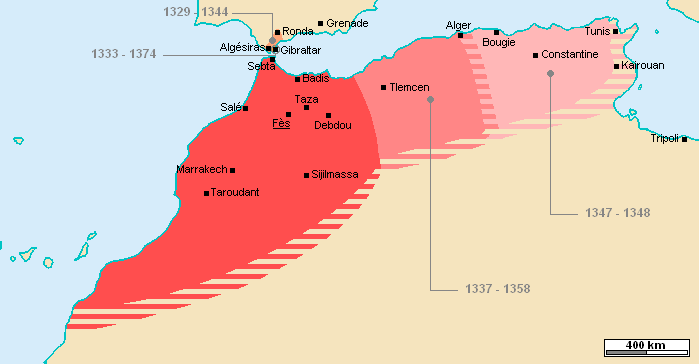 1329 - 1344
Ronda
Grenade
Alger
Tunis
Algésiras
Gibraltar
Bougie
1333 - 1374
Constantine
Sebta
Kairouan
Badis
Tlemcen
Taza
Salé
Fès
Debdou
Tripoli
Marrakech
Sijilmassa
Taroudant
1347 - 1348
1337 - 1358
400 km